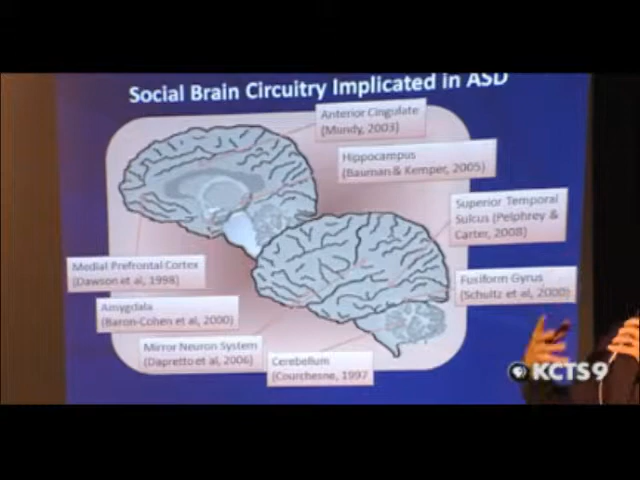 Social Brain Circuitry Implicated in ASD
Anterior Cingulate
(Mundy, 2003)
Hippocampus
(Bauman & Kemper, 2005)
Superior Temporal
Sulcus (Pelphrey &
Carter, 2008)
Medial Prefrontal Cortex
(Dawson et al, 1998)
Fusiform Gyrus
(Schultz et al, 2000)
Amygdala
(Baron-Cohen et al, 2000)
Mirror Neuron System
(Dapretto et al, 2006)
Cerebellum
(Courchesne, 1997
KCTS9